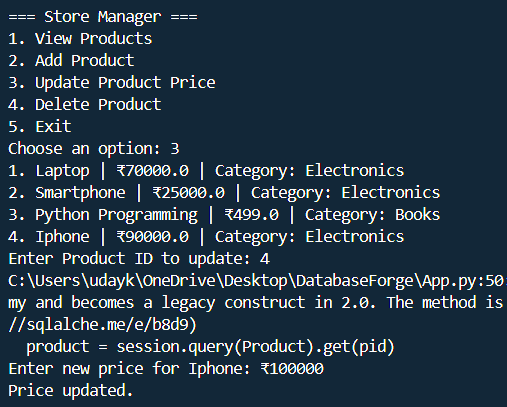 === Store Manager ===
1. View Products
2. Add Product
3. Update Product Price
4. Delete Product
5. Exit
Choose an option: 3
1. Laptop | ₹70000.0 | Category: Electronics
2. Smartphone | ₹25000.0 | Category: Electronics
3. Python Programming | ₹499.0 | Category: Books
4. Iphone | ₹90000.0 | Category: Electronics
Enter Product ID to update: 4
C:\Users\udayk\OneDrive\Desktop\DatabaseForge\App.py:50
my and becomes a legacy construct in 2.0. The method is
//sqlalche.me/e/b8d9)
  product = session.query(Product).get(pid)
Enter new price for Iphone: ₹100000
Price updated.